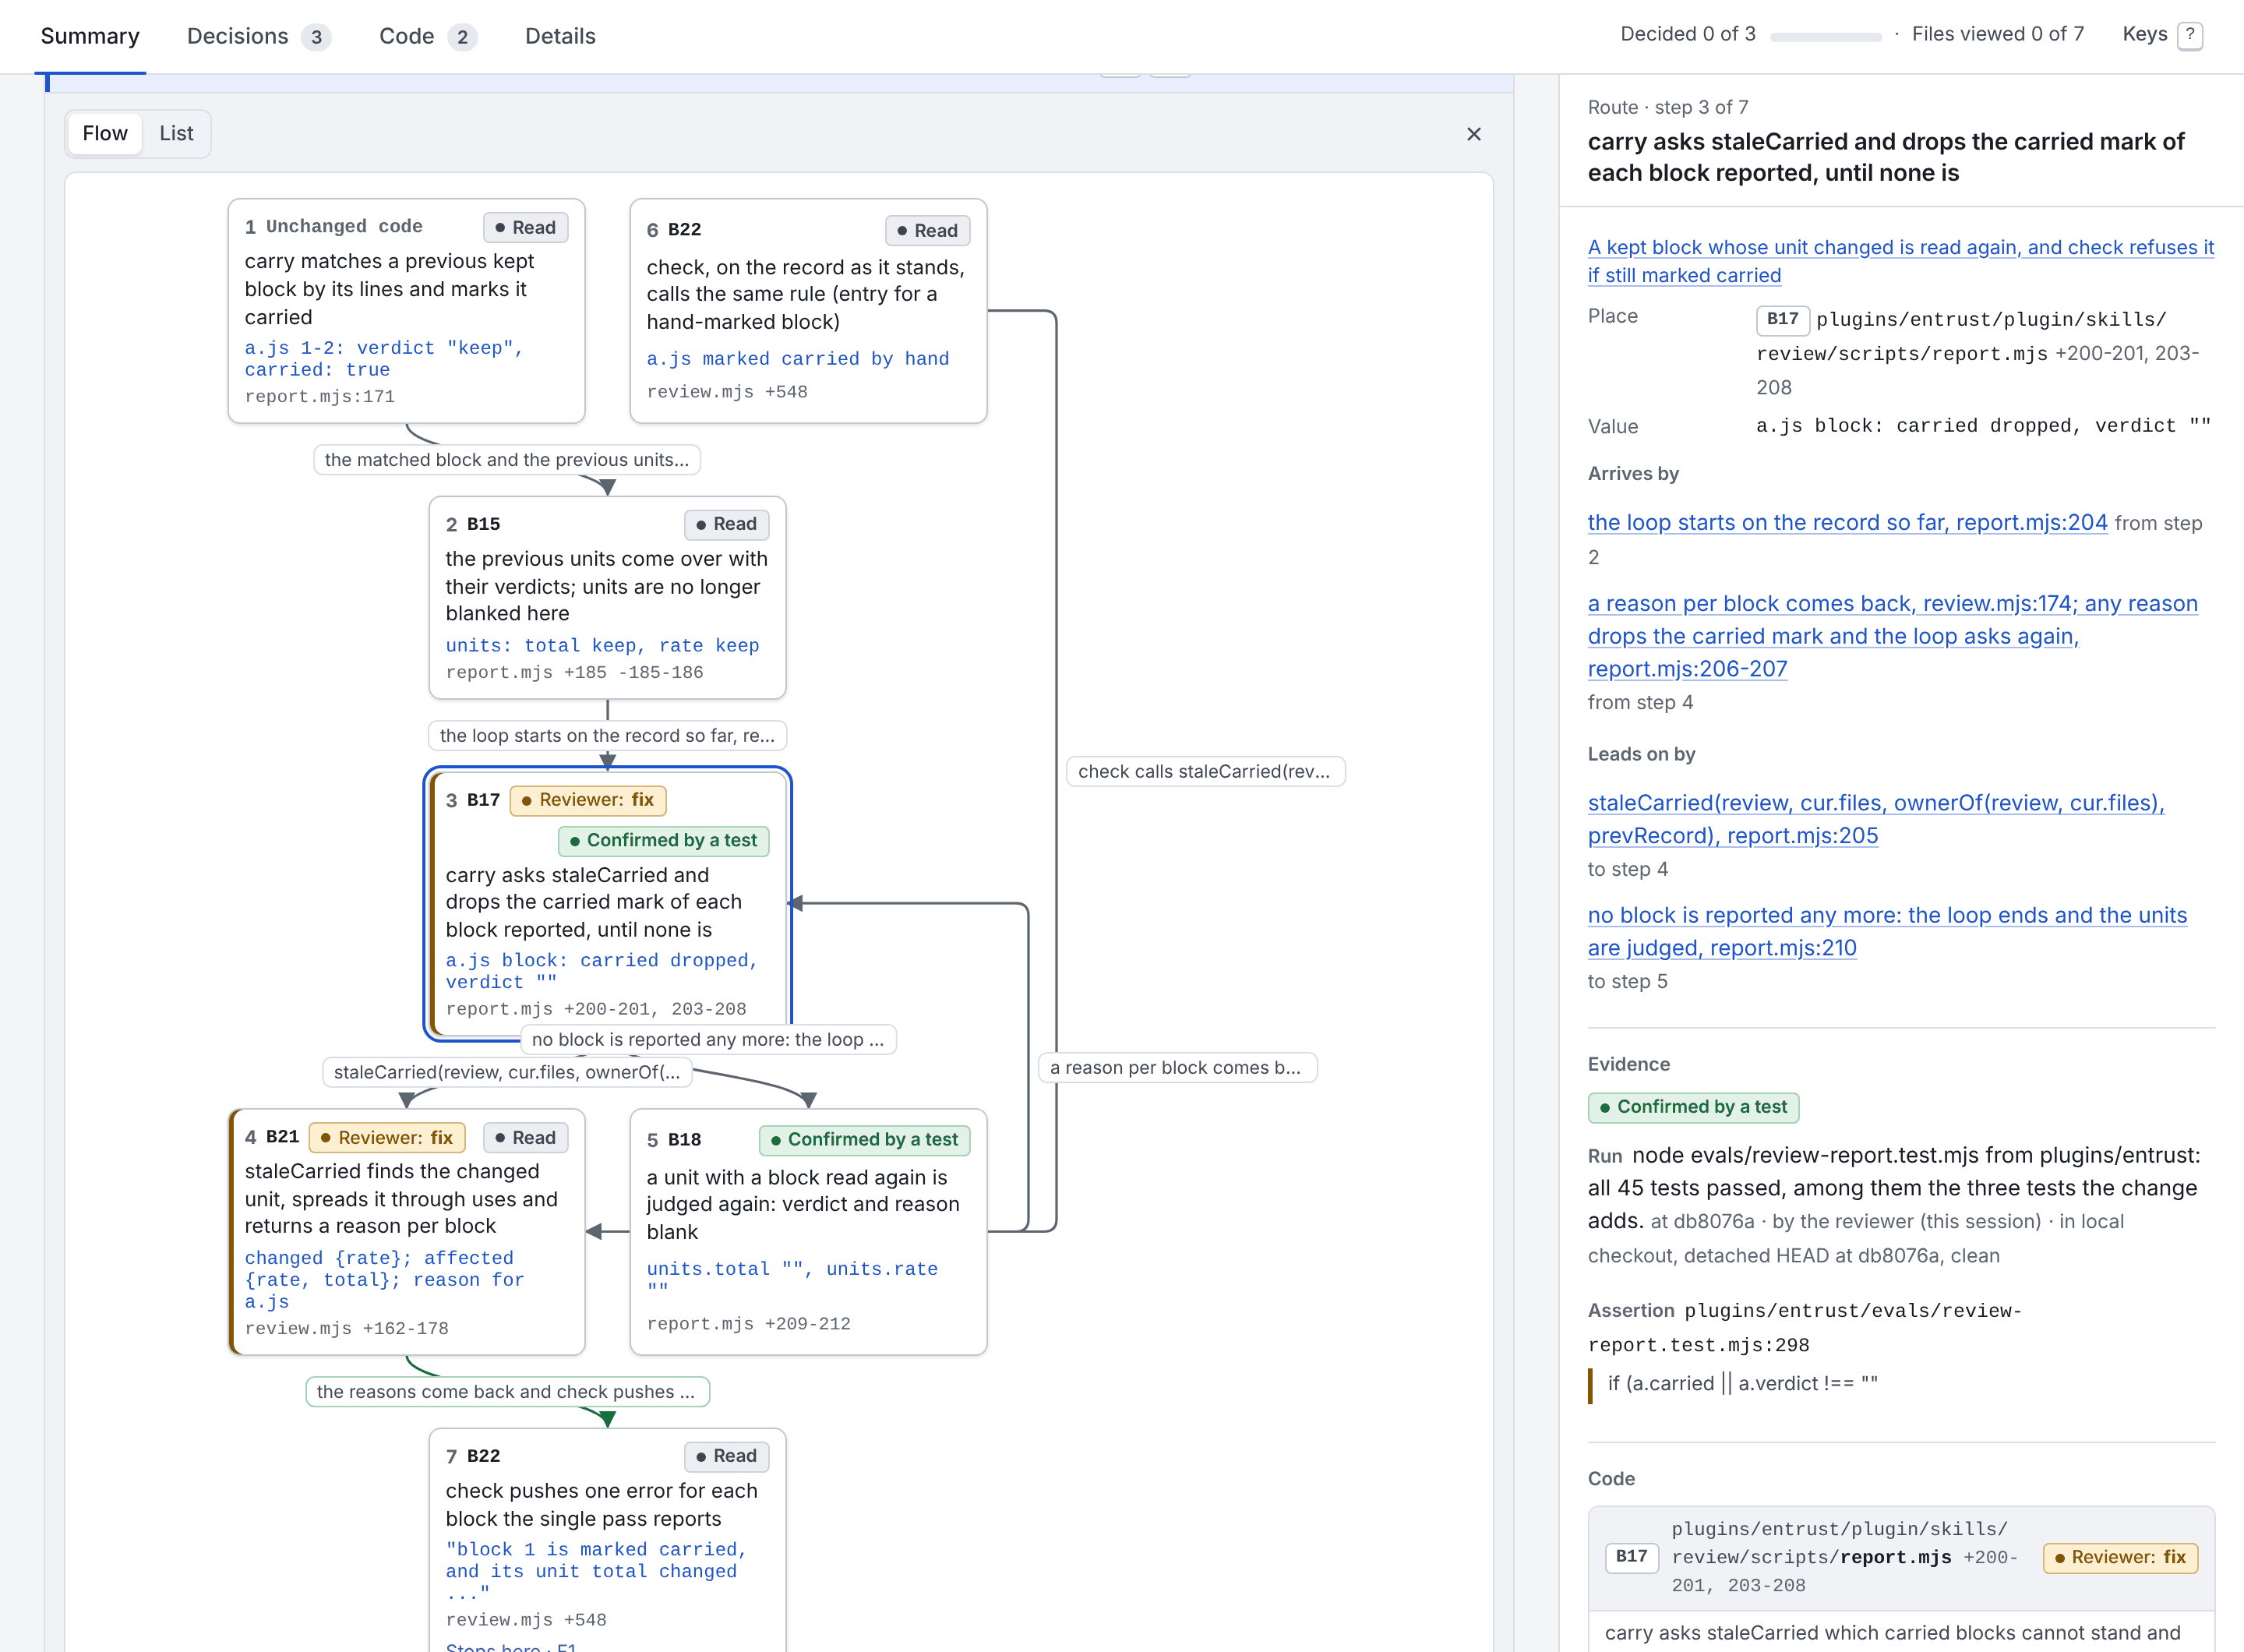 Summary
Decisions 3
Code 2
Details
Decided 0 of 3 · Files viewed 0 of 7
Keys ?
Flow List
×
1 Unchanged code
Read
carry matches a previous kept
block by its lines and marks it
carried
a.js 1-2: verdict "keep",
carried: true
report.mjs:171
6 B22
Read
check, on the record as it stands,
calls the same rule (entry for a
hand-marked block)
a.js marked carried by hand
review.mjs +548
the matched block and the previous units...
2 B15
Read
the previous units come over with
their verdicts; units are no longer
blanked here
units: total keep, rate keep
report.mjs +185 -185-186
the loop starts on the record so far, re...
check calls staleCarried(rev...
3 B17 Reviewer: fix
Confirmed by a test
carry asks staleCarried and
drops the carried mark of each
block reported, until none is
a.js block: carried dropped,
verdict ""
report.mjs +200-201, 203-208
no block is reported any more: the loop ...
staleCarried(review, cur.files, ownerOf(...
a reason per block comes b...
4 B21 Reviewer: fix
Read
staleCarried finds the changed
unit, spreads it through uses and
returns a reason per block
changed {rate}; affected
{rate, total}; reason for
a.js
review.mjs +162-178
5 B18
Confirmed by a test
a unit with a block read again is
judged again: verdict and reason
blank
units.total "", units.rate
""
report.mjs +209-212
the reasons come back and check pushes ...
7 B22
Read
check pushes one error for each
block the single pass reports
"block 1 is marked carried,
and its unit total changed
..."
review.mjs +548
Stops here · F1
Route · step 3 of 7
carry asks staleCarried and drops the carried mark of
each block reported, until none is
A kept block whose unit changed is read again, and check refuses it
if still marked carried
Place
B17 plugins/entrust/plugin/skills/
review/scripts/report.mjs +200-201, 203-
208
Value
a.js block: carried dropped, verdict ""
Arrives by
the loop starts on the record so far, report.mjs:204 from step
2
a reason per block comes back, review.mjs:174; any reason
drops the carried mark and the loop asks again,
report.mjs:206-207
from step 4
Leads on by
staleCarried(review, cur.files, ownerOf(review, cur.files),
prevRecord), report.mjs:205
to step 4
no block is reported any more: the loop ends and the units
are judged, report.mjs:210
to step 5
Evidence
Confirmed by a test
Run node evals/review-report.test.mjs from plugins/entrust:
all 45 tests passed, among them the three tests the change
adds. at db8076a · by the reviewer (this session) · in local
checkout, detached HEAD at db8076a, clean
Assertion plugins/entrust/evals/review-
report.test.mjs:298
if (a.carried || a.verdict !== ""
Code
B17
plugins/entrust/plugin/skills/
review/scripts/report.mjs +200-
201, 203-208
Reviewer: fix
carry asks staleCarried which carried blocks cannot stand and